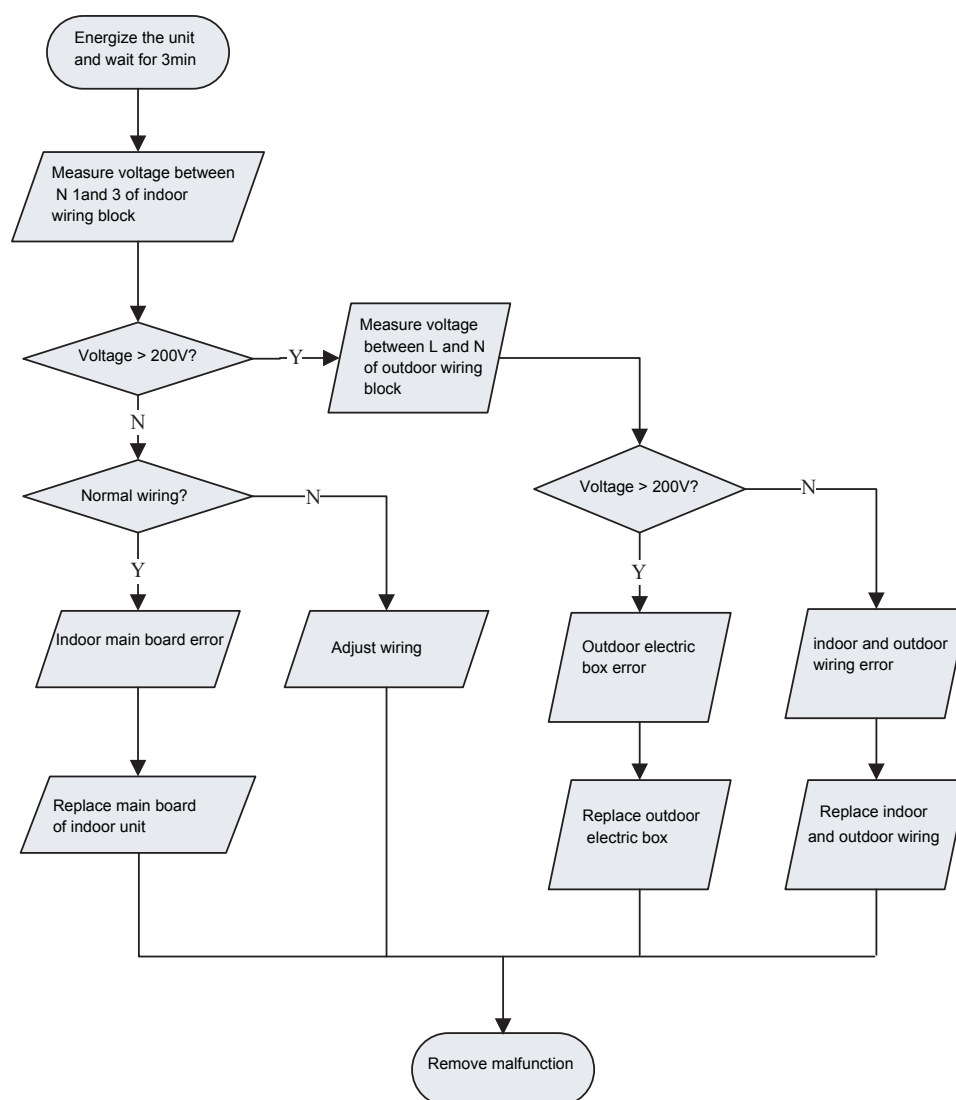 Energize the unit
and wait for 3min
Measure voltage between
N 1and 3 of indoor
wiring block
Voltage > 200V?
Y
Measure voltage
between L and N
of outdoor wiring
block
N
Normal wiring?
N
Voltage > 200V?
N
Y
Y
Indoor main board error
Adjust wiring
Outdoor electric
box error
indoor and outdoor
wiring error
Replace main board
of indoor unit
Replace outdoor
electric box
Replace indoor
and outdoor wiring
Remove malfunction